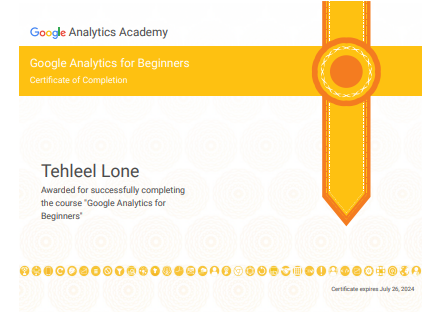 Google Analytics Academy
Google Analytics for Beginners
Certificate of Completion
Tehleel Lone
Awarded for successfully completing
the course "Google Analytics for
Beginners"
Certificate expires July 26, 2024